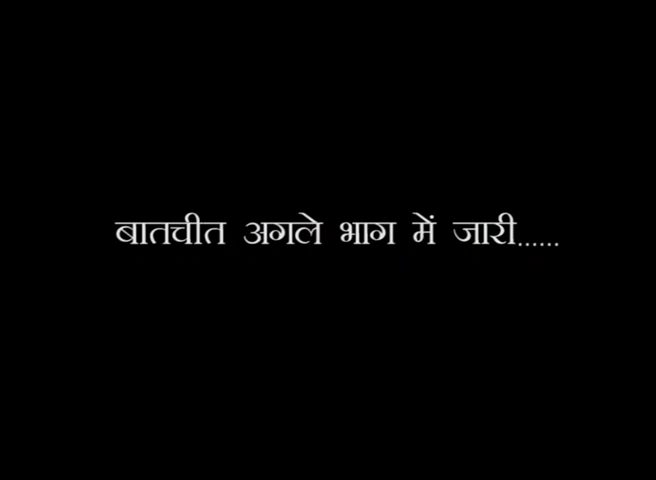 बातचीत अगले भाग में जारी......